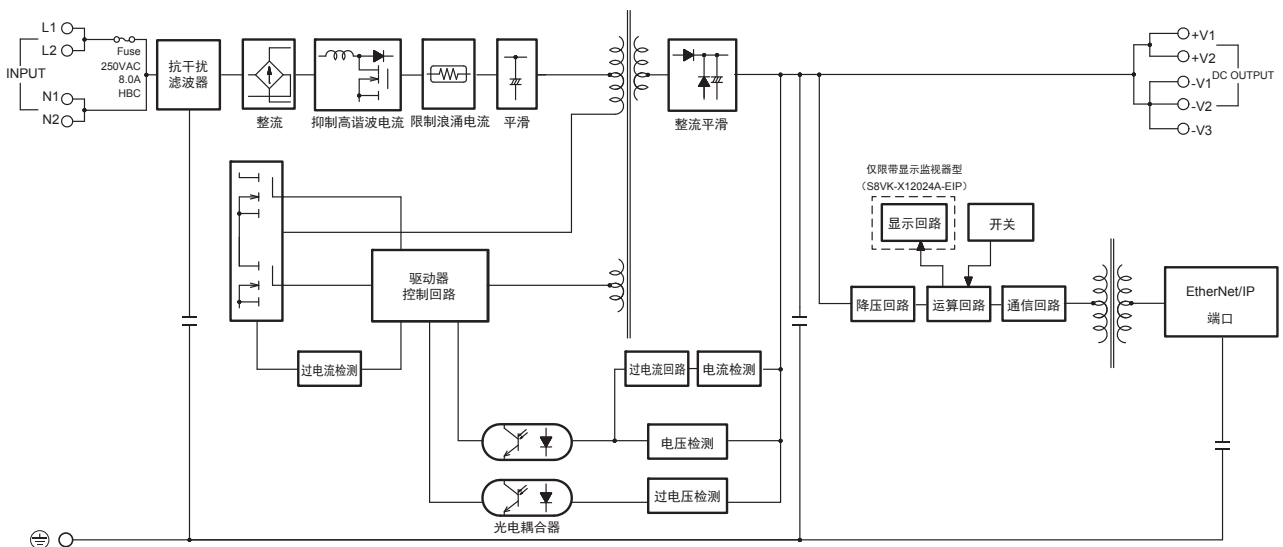 L1
L2
INPUT
N1
N2
Fuse
250VAC
8.0A
HBC
抗干扰
滤波器
整流
抑制高谐波电流
限制浪涌电流
平滑
整流平滑
+V1
+V2
-V1
DC OUTPUT
-V2
-V3
仅限带显示监视器型
（S8VK-X12024A-EIP）
显示回路
开关
驱动器
控制回路
降压回路
运算回路
通信回路
EtherNet/IP
端口
过电流检测
过电流回路
电流检测
电压检测
过电压检测
光电耦合器